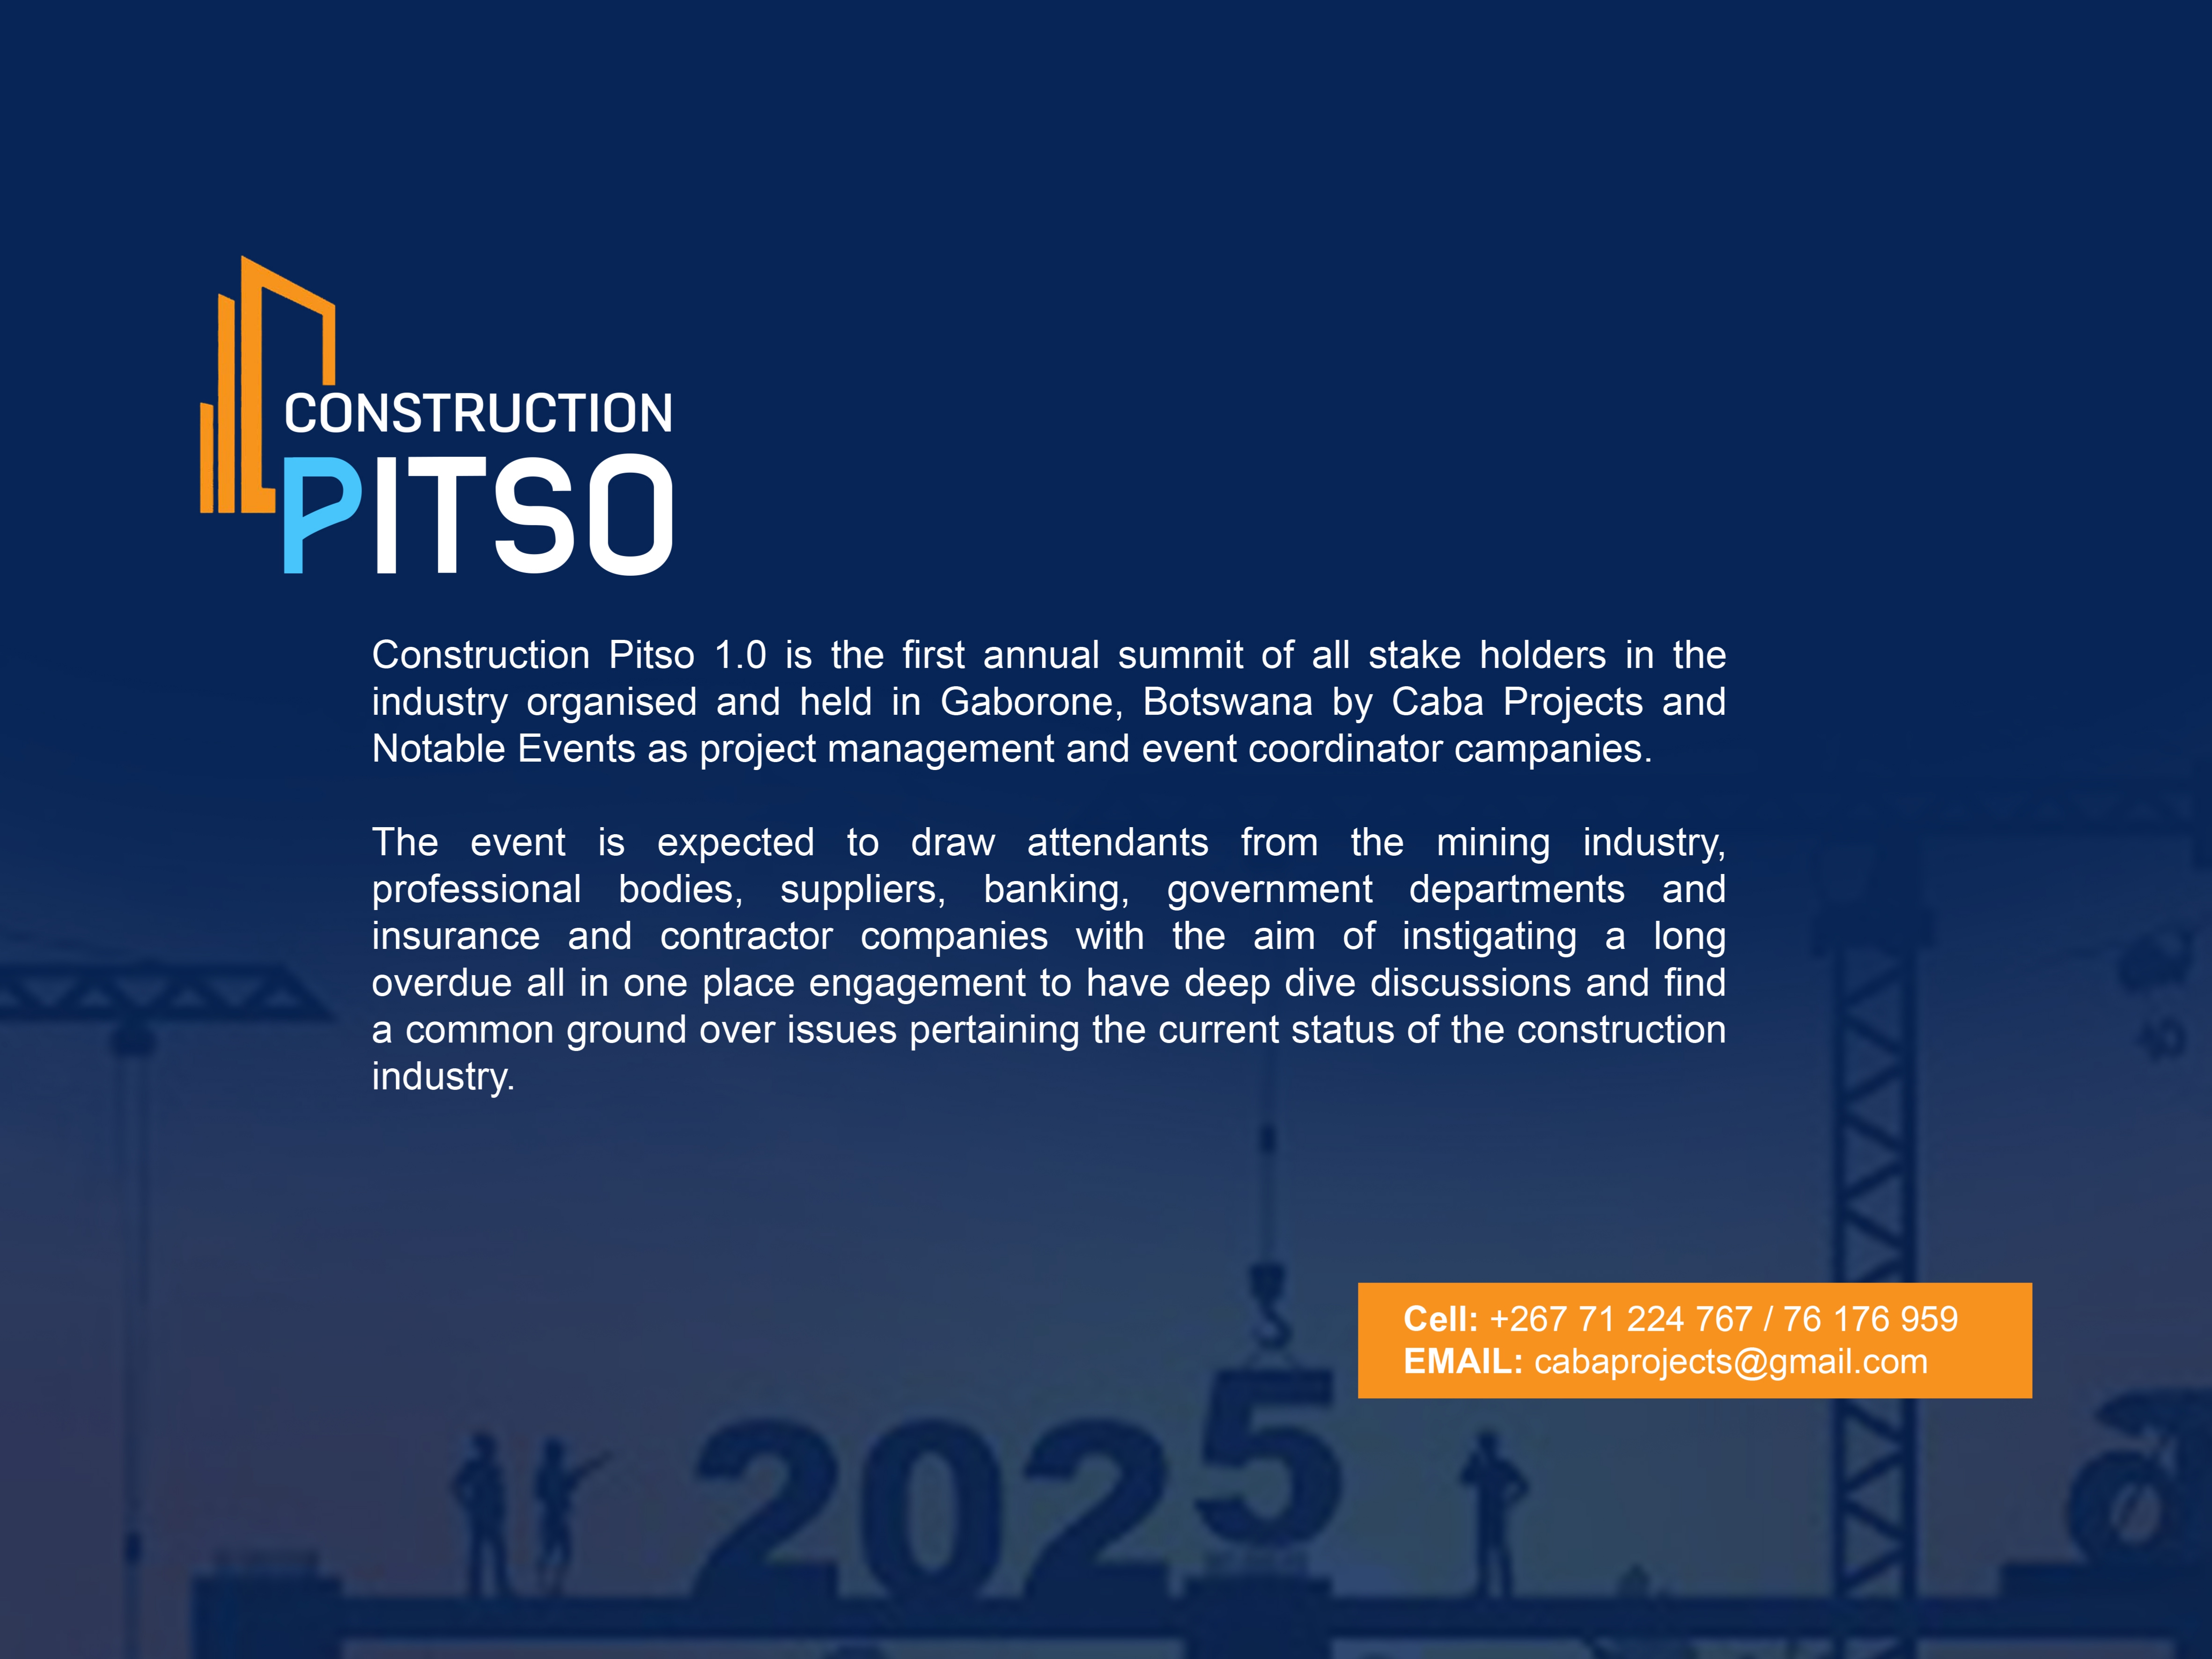 CONSTRUCTION
PITSO
Construction Pitso 1.0 is the first annual summit of all stake holders in the
industry organised and held in Gaborone, Botswana by Caba Projects and
Notable Events as project management and event coordinator campanies.
The event is expected to draw attendants from the mining industry,
professional bodies, suppliers, banking, government departments and
insurance and contractor companies with the aim of instigating a long
overdue all in one place engagement to have deep dive discussions and find
a common ground over issues pertaining the current status of the construction
industry.
Cell: +267 71 224 767 / 76 176 959
EMAIL: cabaprojects@gmail.com
2025